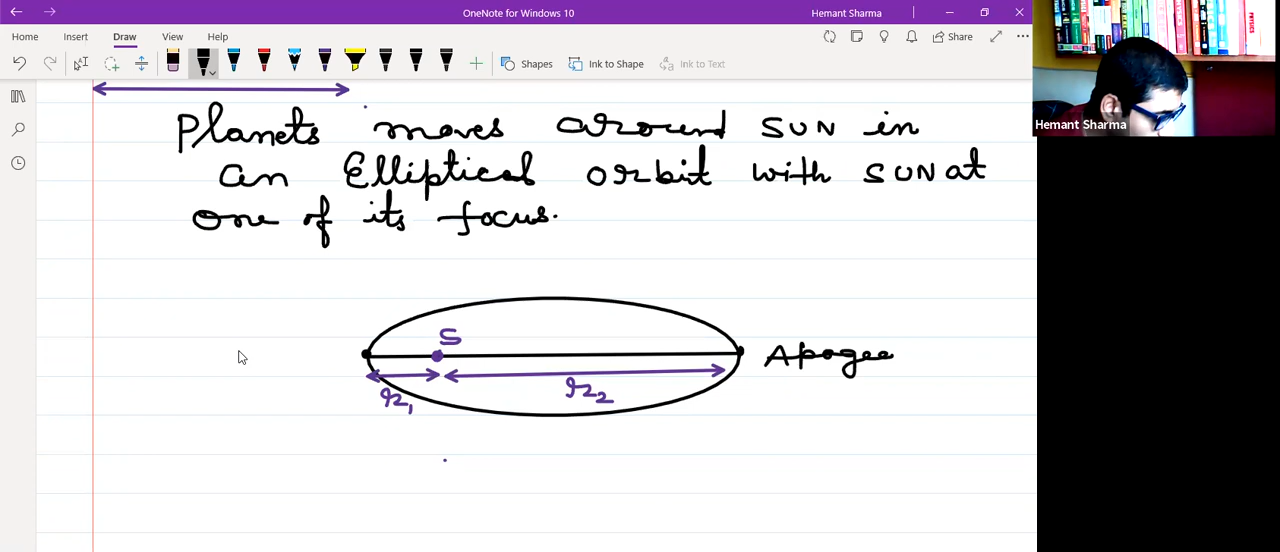 OneNote for Windows 10
Hemant Sharma
Home Insert Draw View Help
Share
Shapes
Ink to Shape
Ink to Text
Planets moves around SUN in
an Elliptical orbit with SUN at
one of its focus.
S
Apogee
r1
r2
Hemant Sharma